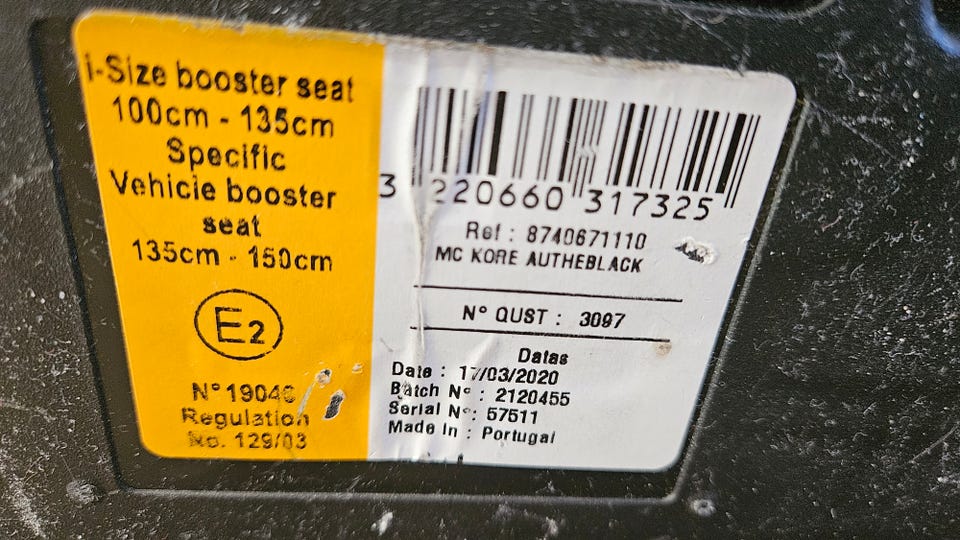 i-Size booster seat
100cm - 135cm
Specific
Vehicle booster
seat
135cm - 150cm
E2
N° 19046
Regulation
No. 129/03
3 220660 317325
Ref : 8740671110
MC KORE AUTHEBLACK
N° QUST : 3097
Datas
Date : 17/03/2020
Batch N° : 2120455
Serial N° : 57511
Made In : Portugal